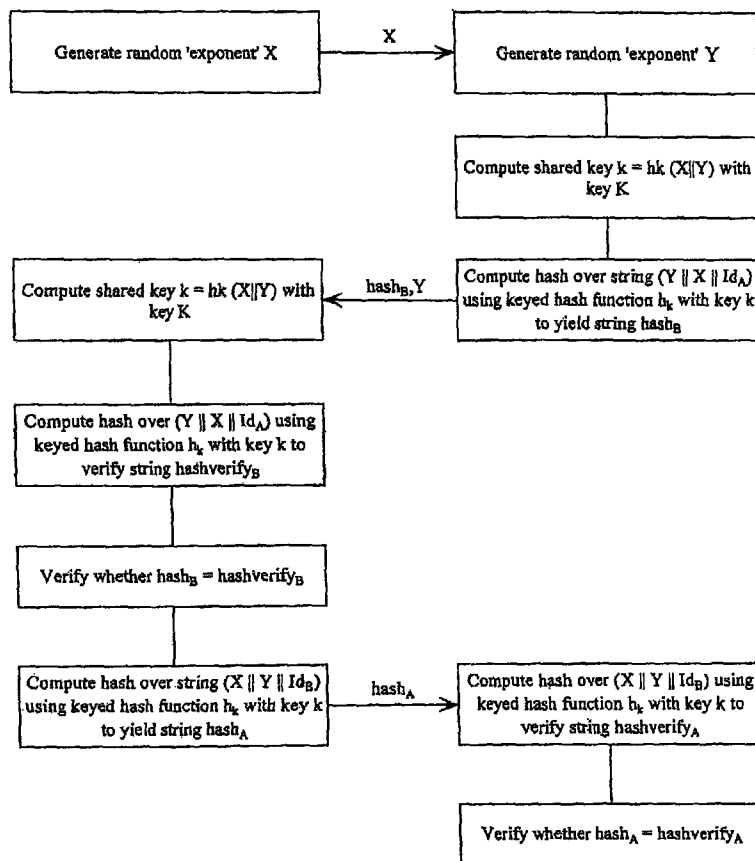 Generate random 'exponent' X
X
Generate random 'exponent' Y
Compute shared key k = hk (X||Y) with
key K
Compute shared key k = hk (X||Y) with
key K
hash_B,Y
Compute hash over string (Y || X || Id_A)
using keyed hash function h_k with key k
to yield string hash_B
Compute hash over (Y || X || Id_A) using
keyed hash function h_k with key k to
verify string hashverify_B
Verify whether hash_B = hashverify_B
Compute hash over string (X || Y || Id_B)
using keyed hash function h_k with key k
to yield string hash_A
hash_A
Compute hash over (X || Y || Id_B) using
keyed hash function h_k with key k to
verify string hashverify_A
Verify whether hash_A = hashverify_A